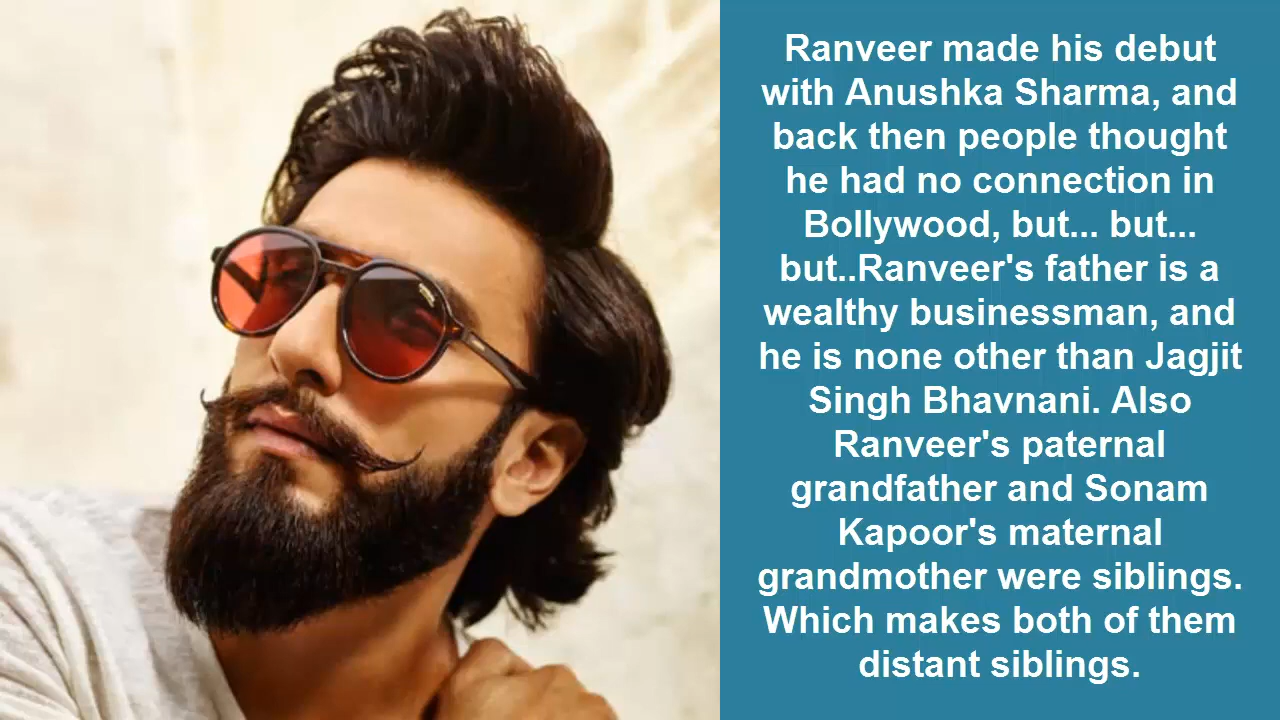 Ranveer made his debut
with Anushka Sharma, and
back then people thought
he had no connection in
Bollywood, but... but...
but..Ranveer's father is a
wealthy businessman, and
he is none other than Jagjit
Singh Bhavnani. Also
Ranveer's paternal
grandfather and Sonam
Kapoor's maternal
grandmother were siblings.
Which makes both of them
distant siblings.